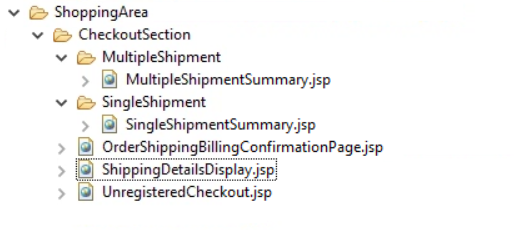 ShoppingArea
CheckoutSection
MultipleShipment
MultipleShipmentSummary.jsp
SingleShipment
SingleShipmentSummary.jsp
OrderShippingBillingConfirmationPage.jsp
ShippingDetailsDisplay.jsp
UnregisteredCheckout.jsp